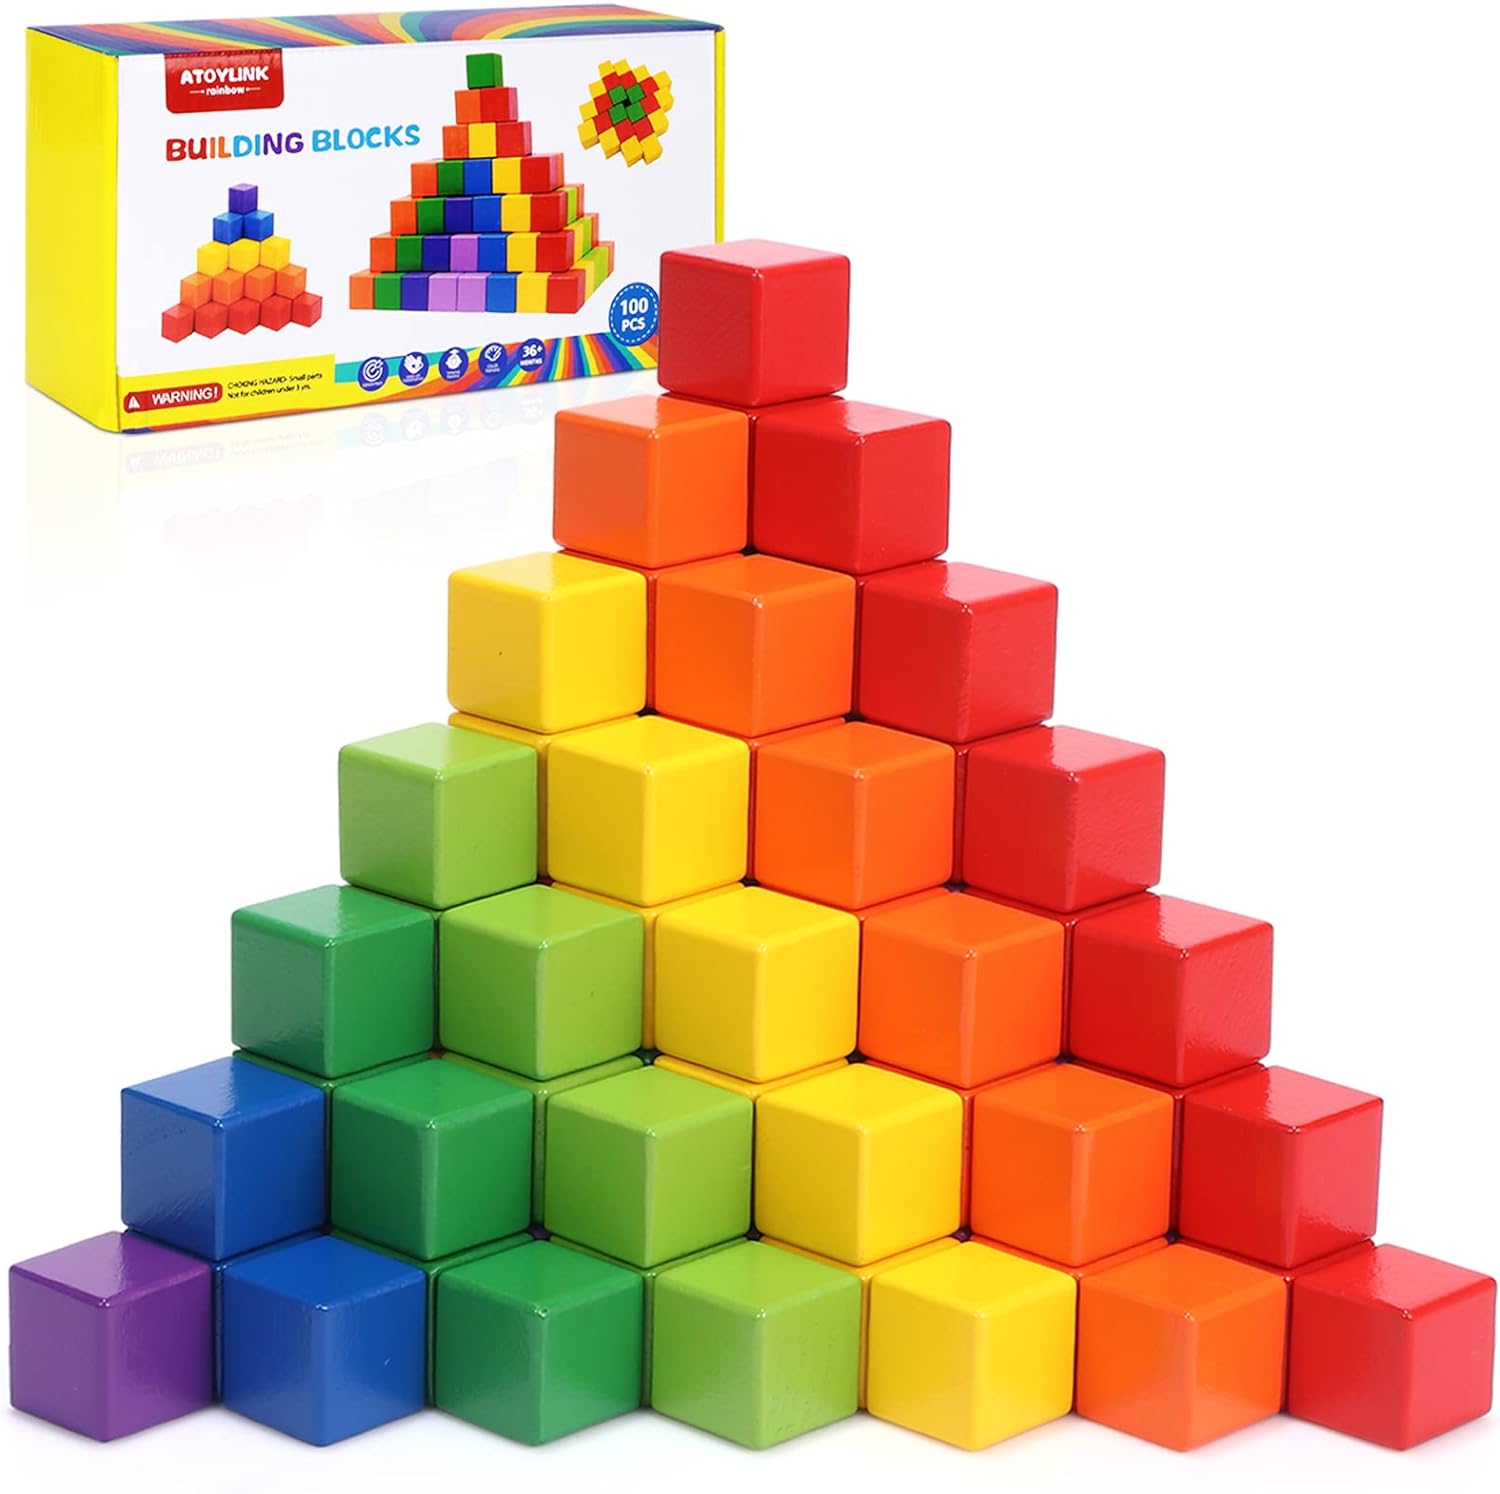 ATOYLINK
rainbow
BUILDING BLOCKS
100
PCS
36+
MONTHS
WARNING!
CHOKING HAZARD- Small parts
Not for children under 3 yrs.